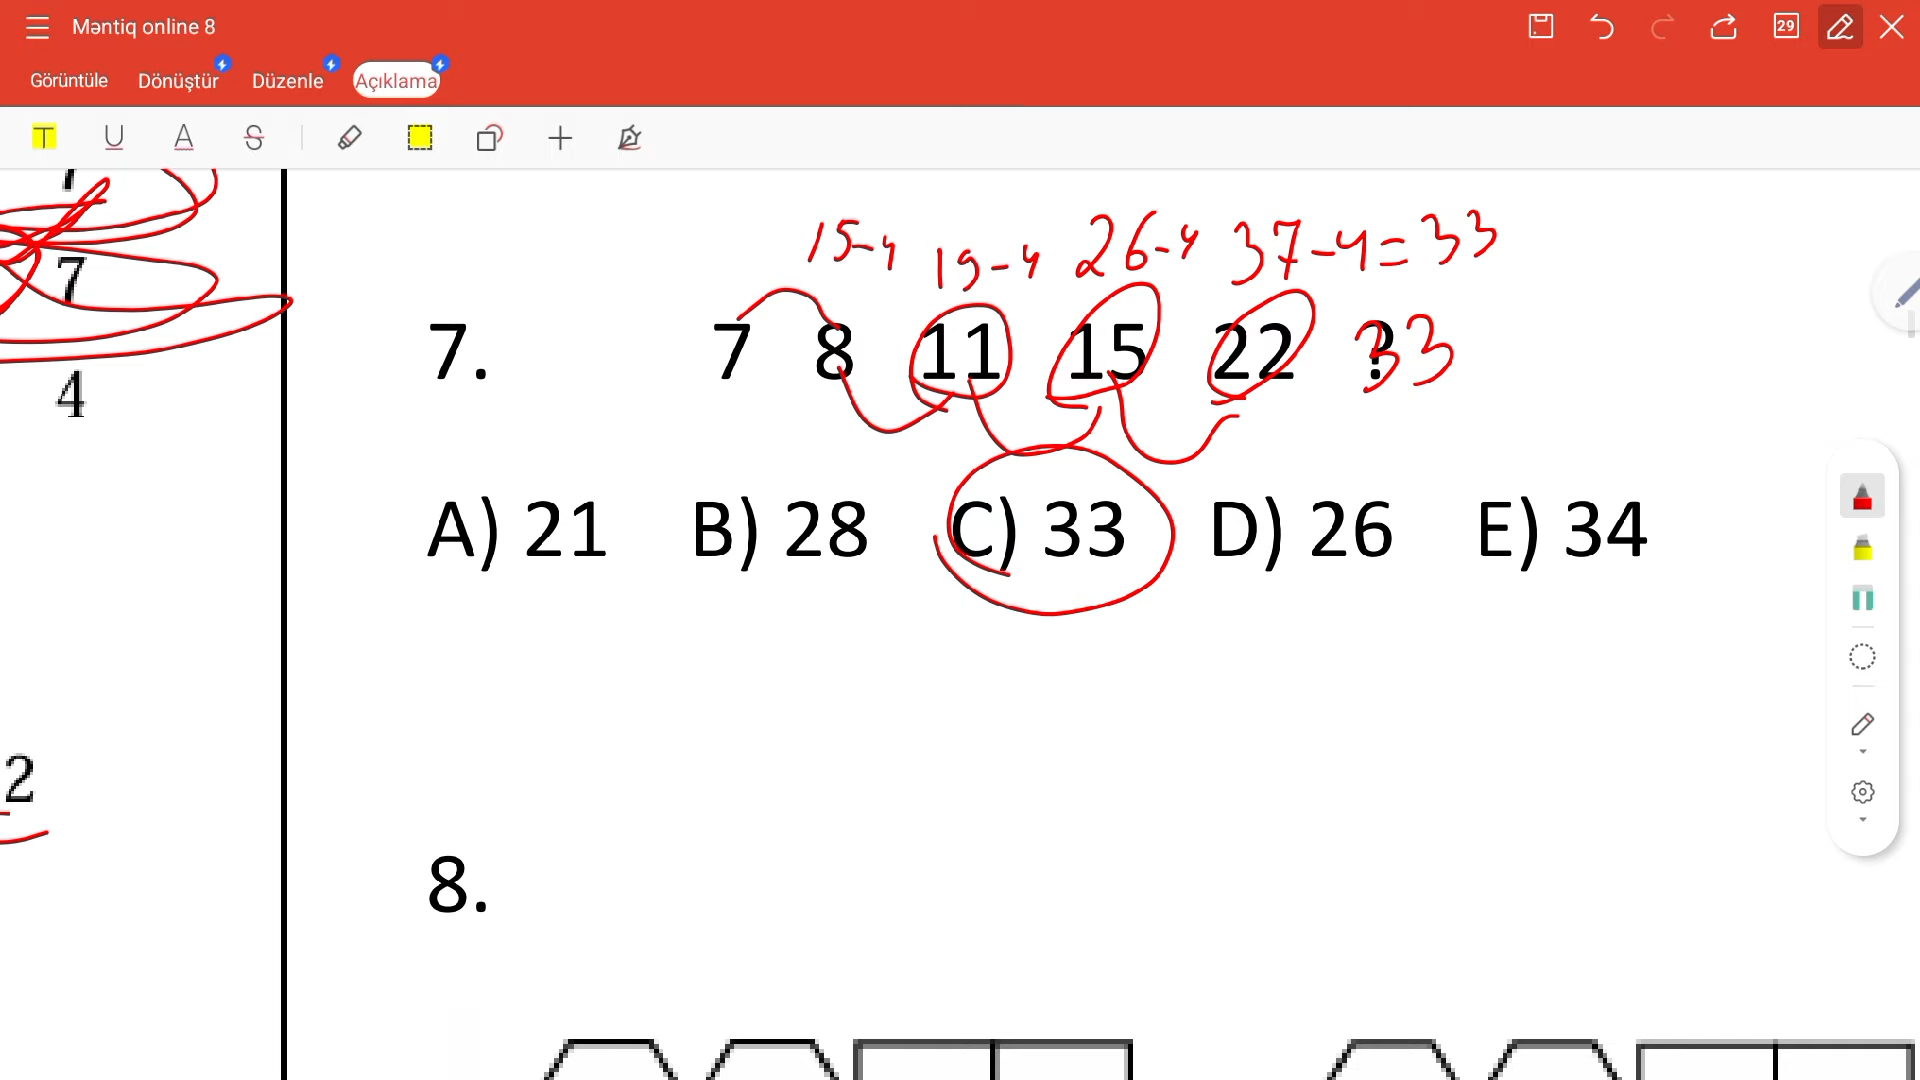 Məntiq online 8
29
Görüntüle Dönüştür Düzenle Açıklama
T U A S
15-4 19-4 26-4 37-4=33
7
7. 7 8 11 15 22 ? 33
4
A) 21 B) 28 C) 33 D) 26 E) 34
2
8.